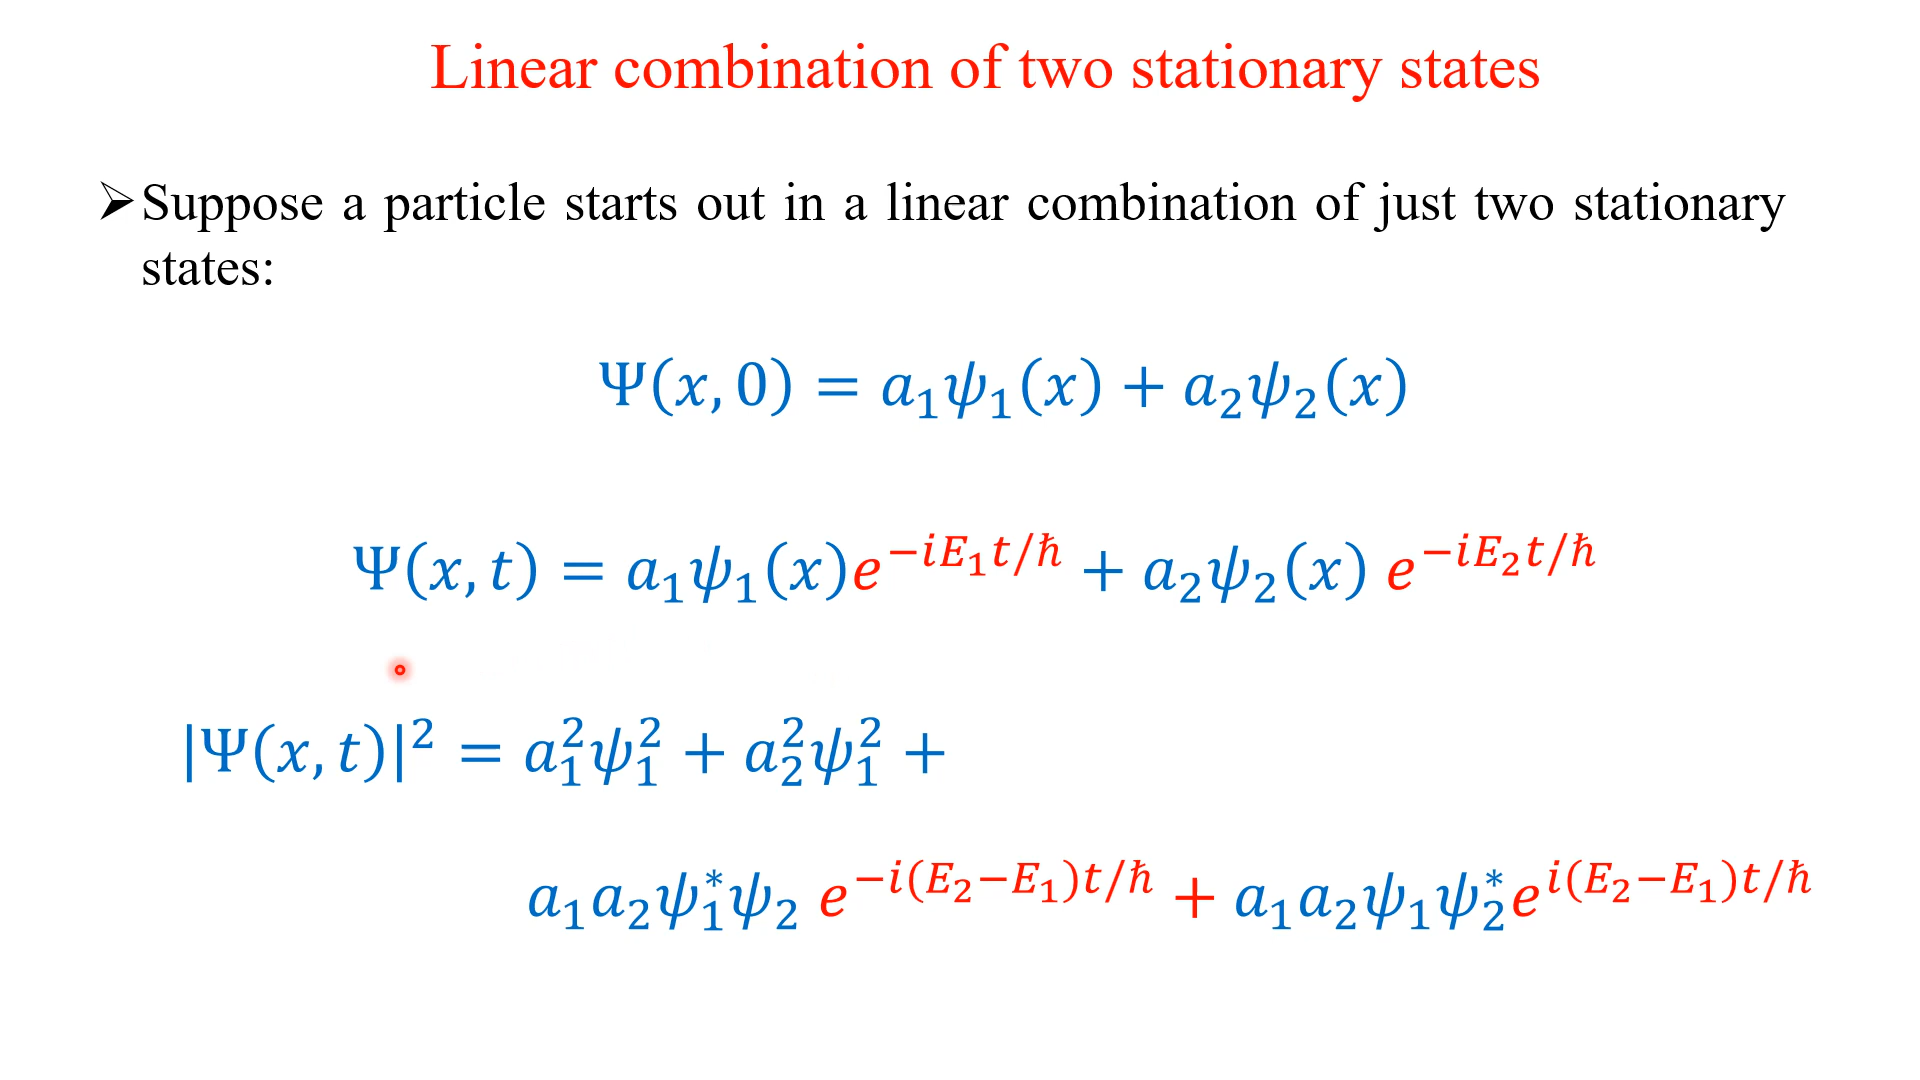 Linear combination of two stationary states
➢Suppose a particle starts out in a linear combination of just two stationary
states:
Ψ(x, 0) = a₁ψ₁(x) + a₂ψ₂(x)
Ψ(x, t) = a₁ψ₁(x)e^{−iE₁t/ħ} + a₂ψ₂(x) e^{−iE₂t/ħ}
|Ψ(x, t)|² = a₁²ψ₁² + a₂²ψ₁² +
a₁a₂ψ₁*ψ₂ e^{−i(E₂−E₁)t/ħ} + a₁a₂ψ₁ψ₂*e^{i(E₂−E₁)t/ħ}